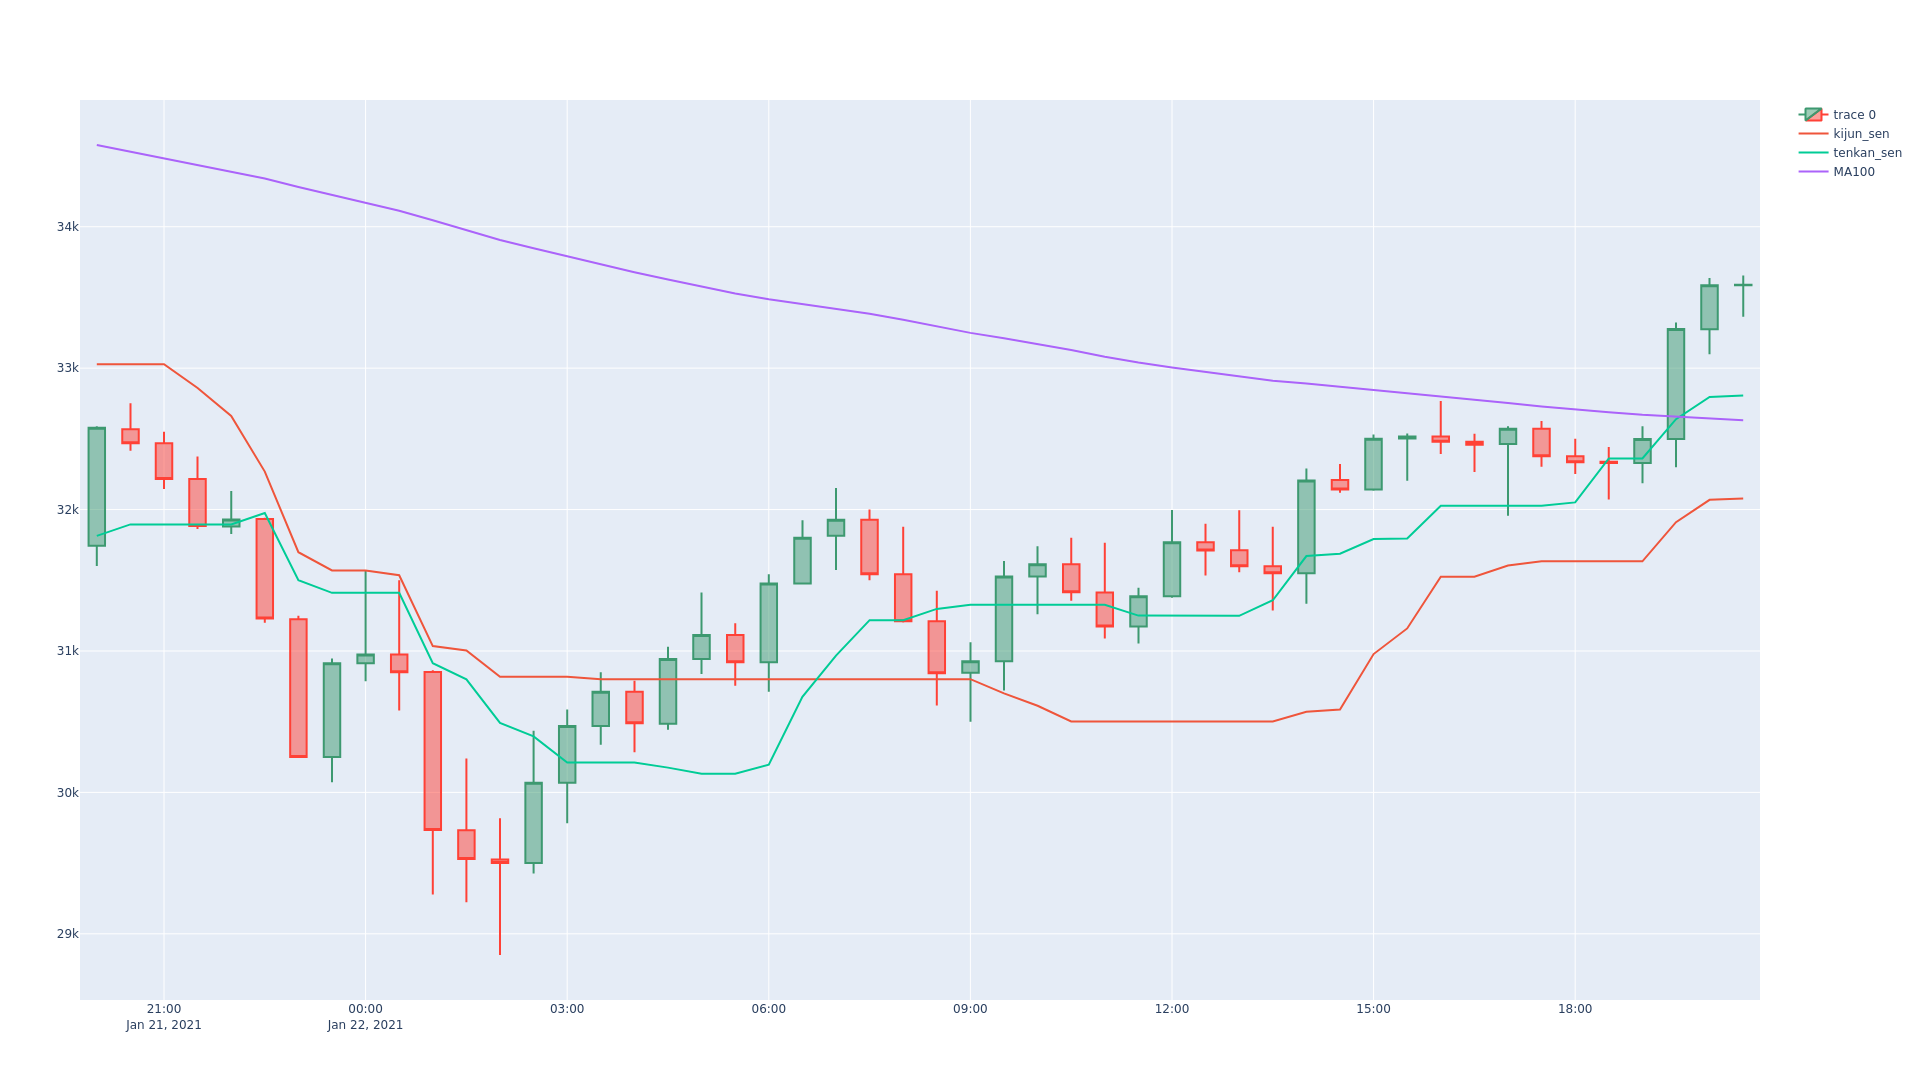 trace 0
kijun_sen
tenkan_sen
MA100
34k
33k
32k
31k
30k
29k
21:00 00:00 03:00 06:00 09:00 12:00 15:00 18:00
Jan 21, 2021 Jan 22, 2021